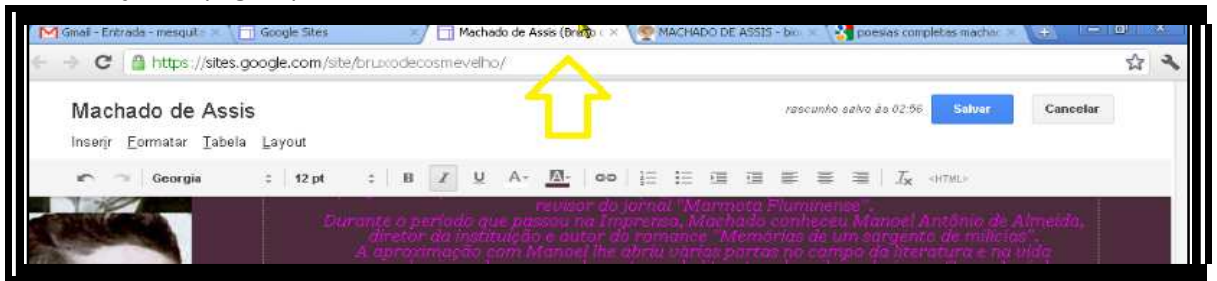 Gmail - Entrada - mesquit
Google Sites
Machado de Assis (Bruxo
MACHADO DE ASSIS - bio
poesias completas machac
https://sites.google.com/site/bruxodecosmevelho/
Machado de Assis
rascunho salvo às 02:56
Salvar
Cancelar
Inserir Formatar Tabela Layout
Georgia 12 pt B I U A A <HTML>
revisor do jornal "Marmota Fluminense".
Durante o período que passou na Imprensa, Machado conheceu Manoel Antônio de Almeida,
diretor da instituição e autor do romance "Memórias de um sargento de milícias".
A aproximação com Manoel lhe abriu várias portas no campo da literatura e na vida